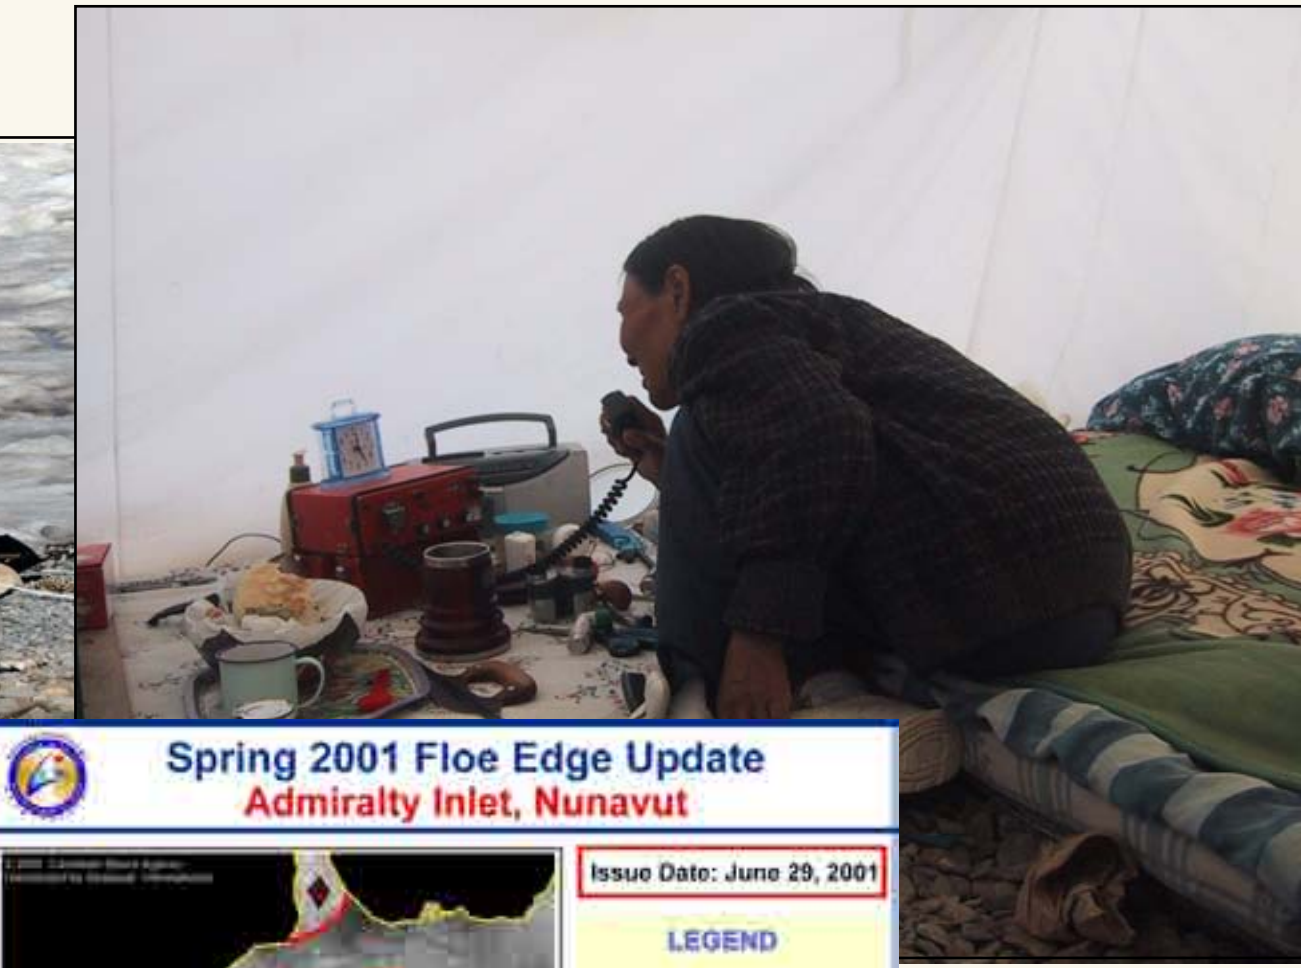 Spring 2001 Floe Edge Update
Admiralty Inlet, Nunavut
Issue Date: June 29, 2001
LEGEND